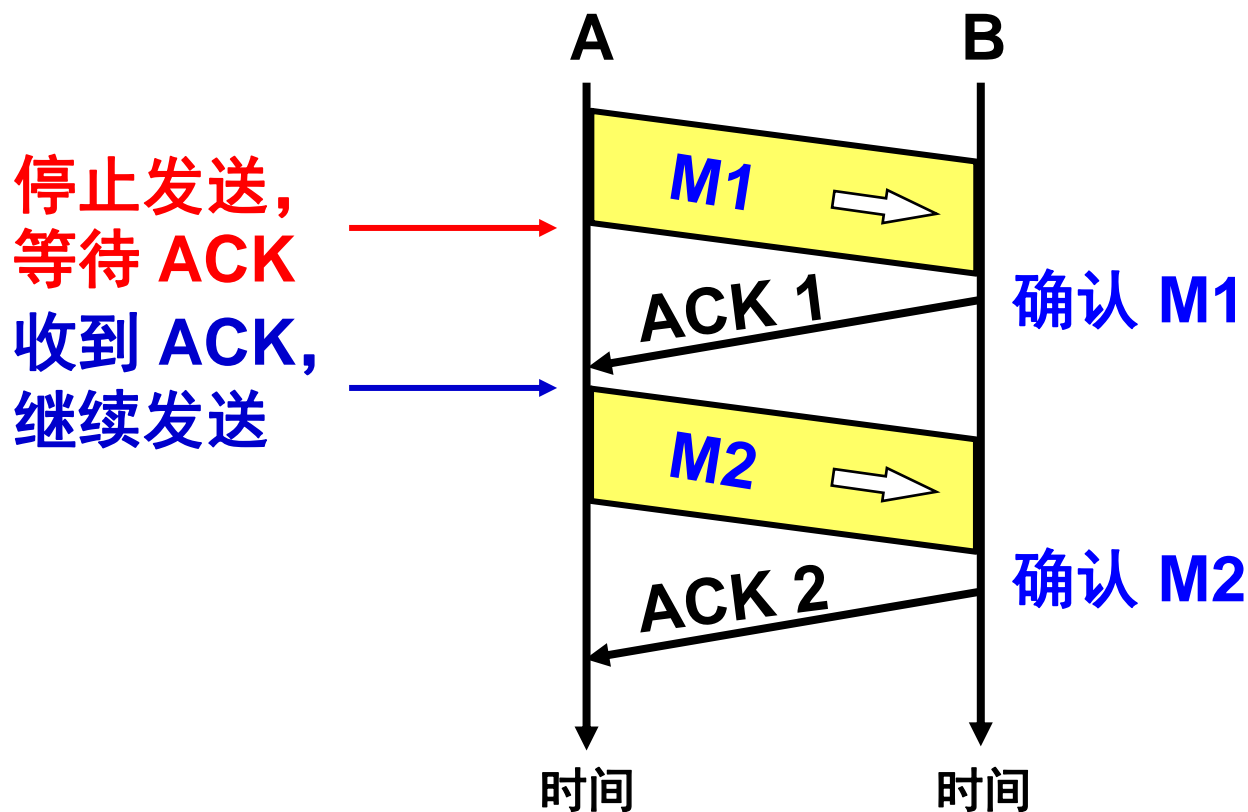 A
B
停止发送，
等待 ACK
M1
ACK 1
确认 M1
收到 ACK，
继续发送
M2
ACK 2
确认 M2
时间
时间